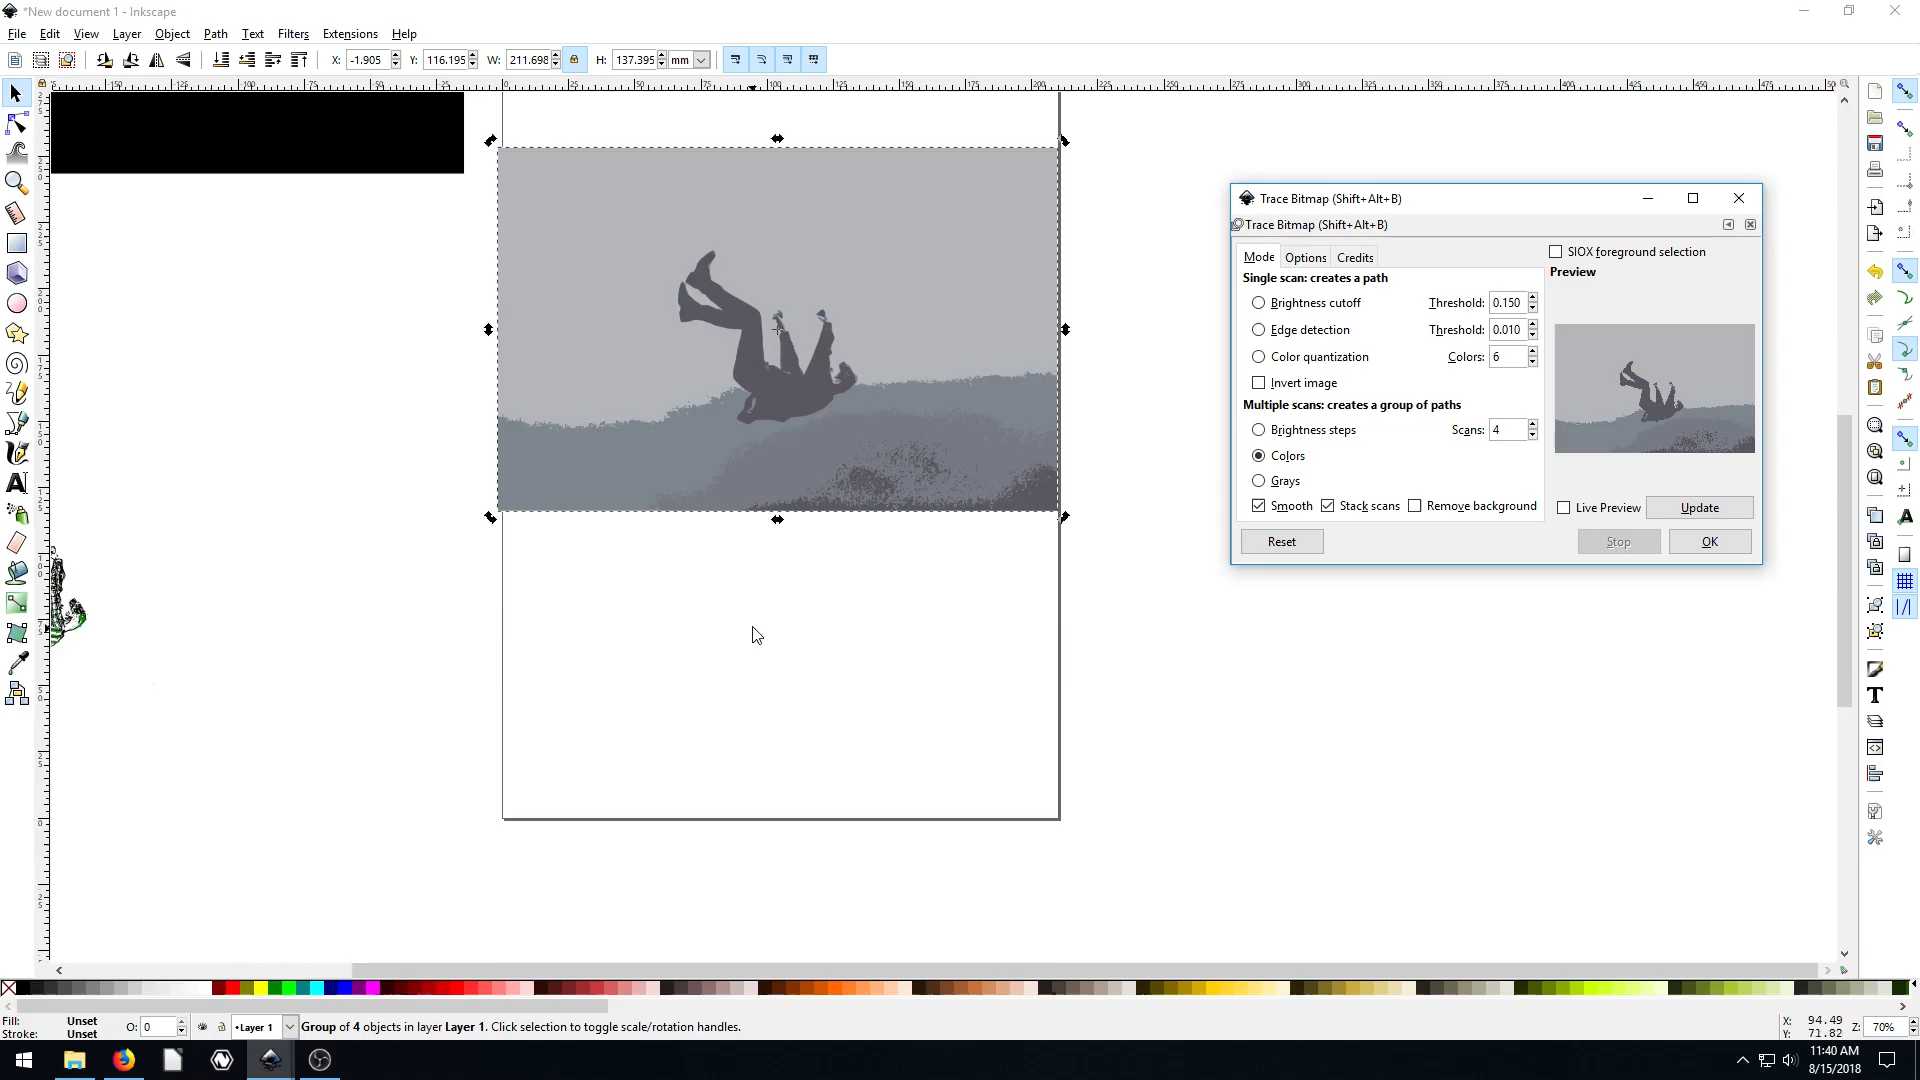 *New document 1 - Inkscape
File Edit View Layer Object Path Text Filters Extensions Help
X: -1.905 Y: 116.195 W: 211.698 H: 137.395 mm
Trace Bitmap (Shift+Alt+B)
Trace Bitmap (Shift+Alt+B)
Mode Options Credits
SIOX foreground selection
Single scan: creates a path
Preview
Brightness cutoff Threshold: 0.150
Edge detection Threshold: 0.010
Color quantization Colors: 6
Invert image
Multiple scans: creates a group of paths
Brightness steps Scans: 4
Colors
Grays
Smooth Stack scans Remove background
Live Preview Update
Reset Stop OK
Fill: Unset
Stroke: Unset
O: 0
•Layer 1
Group of 4 objects in layer Layer 1. Click selection to toggle scale/rotation handles.
X: 94.49
Y: 71.82
Z: 70%
11:40 AM
8/15/2018